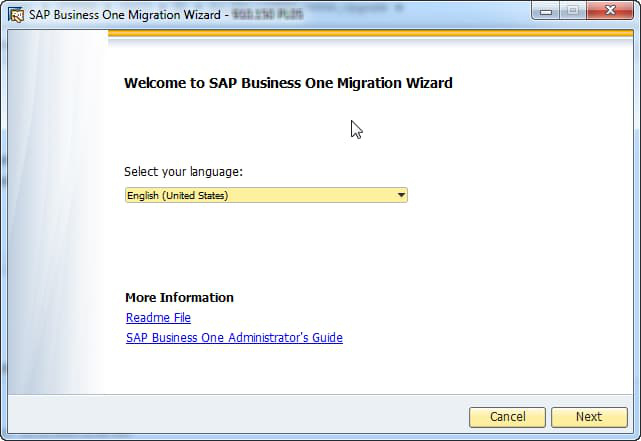 SAP Business One Migration Wizard -
Welcome to SAP Business One Migration Wizard
Select your language:
English (United States)
More Information
Readme File
SAP Business One Administrator's Guide
Cancel
Next